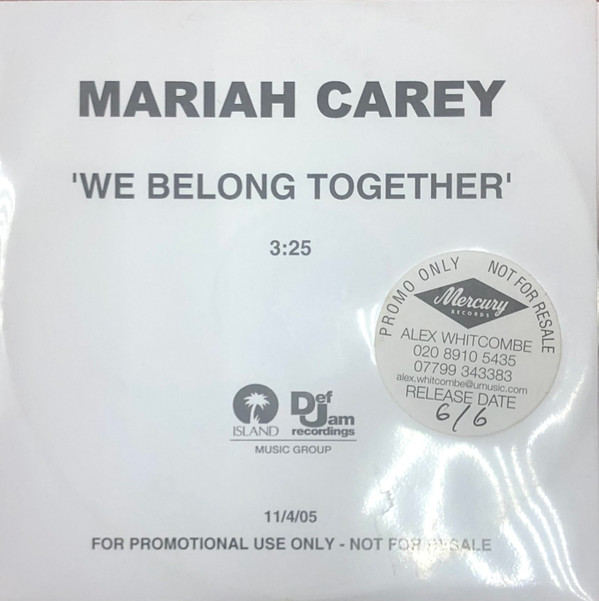 MARIAH CAREY
'WE BELONG TOGETHER'
3:25
PROMO ONLY NOT FOR RESALE
Mercury
RECORDS
ALEX WHITCOMBE
020 8910 5435
07799 343383
alex.whitcombe@umusic.com
RELEASE DATE
6/6
ISLAND
Def Jam
recordings
MUSIC GROUP
11/4/05
FOR PROMOTIONAL USE ONLY - NOT FOR RESALE